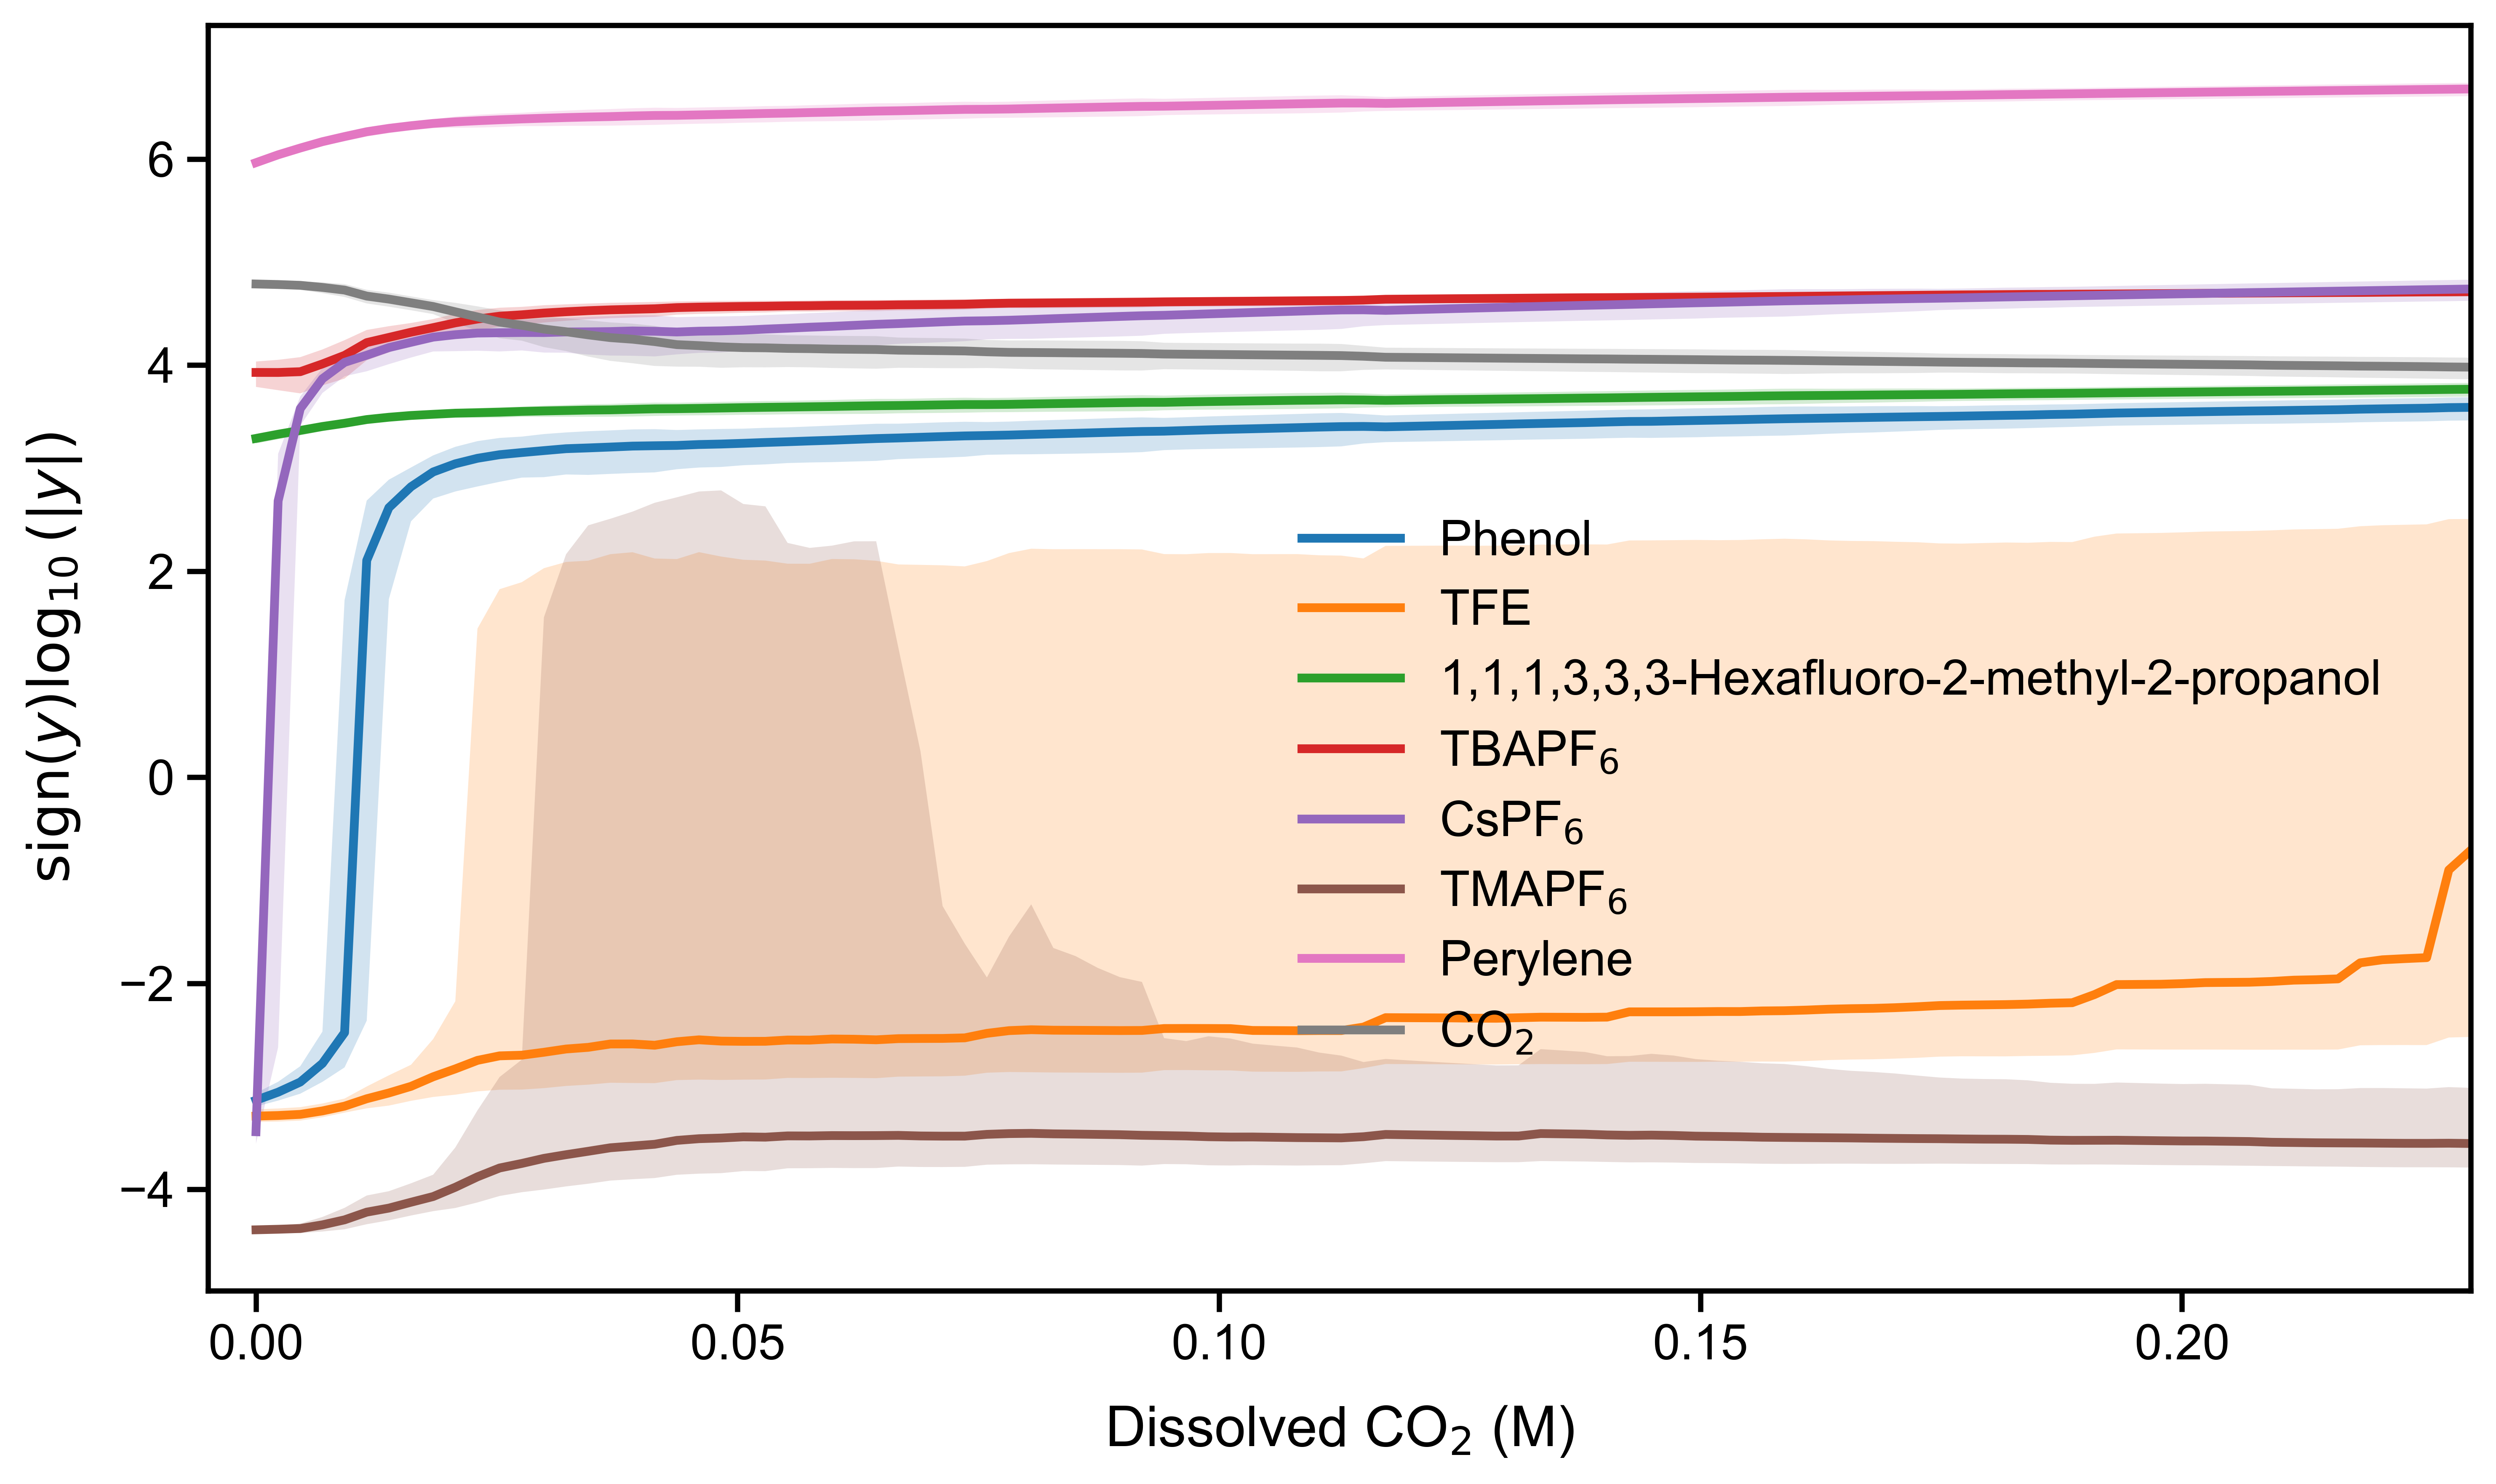 sign(y)log₁₀(|y|)
6
4
2
0
−2
−4
Phenol
TFE
1,1,1,3,3,3-Hexafluoro-2-methyl-2-propanol
TBAPF₆
CsPF₆
TMAPF₆
Perylene
CO₂
0.00 0.05 0.10 0.15 0.20
Dissolved CO₂ (M)